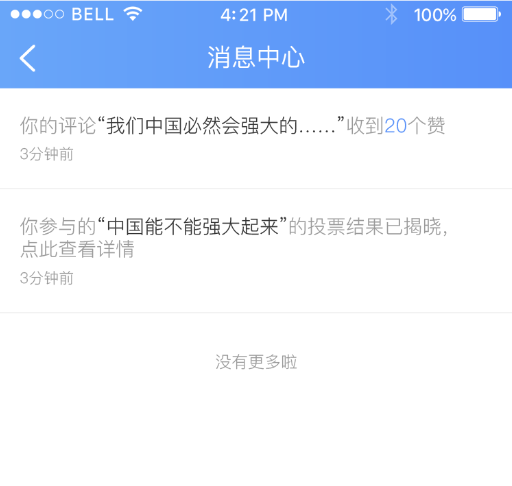 BELL 4:21 PM 100%
消息中心
你的评论“我们中国必然会强大的……”收到20个赞
3分钟前
你参与的“中国能不能强大起来”的投票结果已揭晓，
点此查看详情
3分钟前
没有更多啦